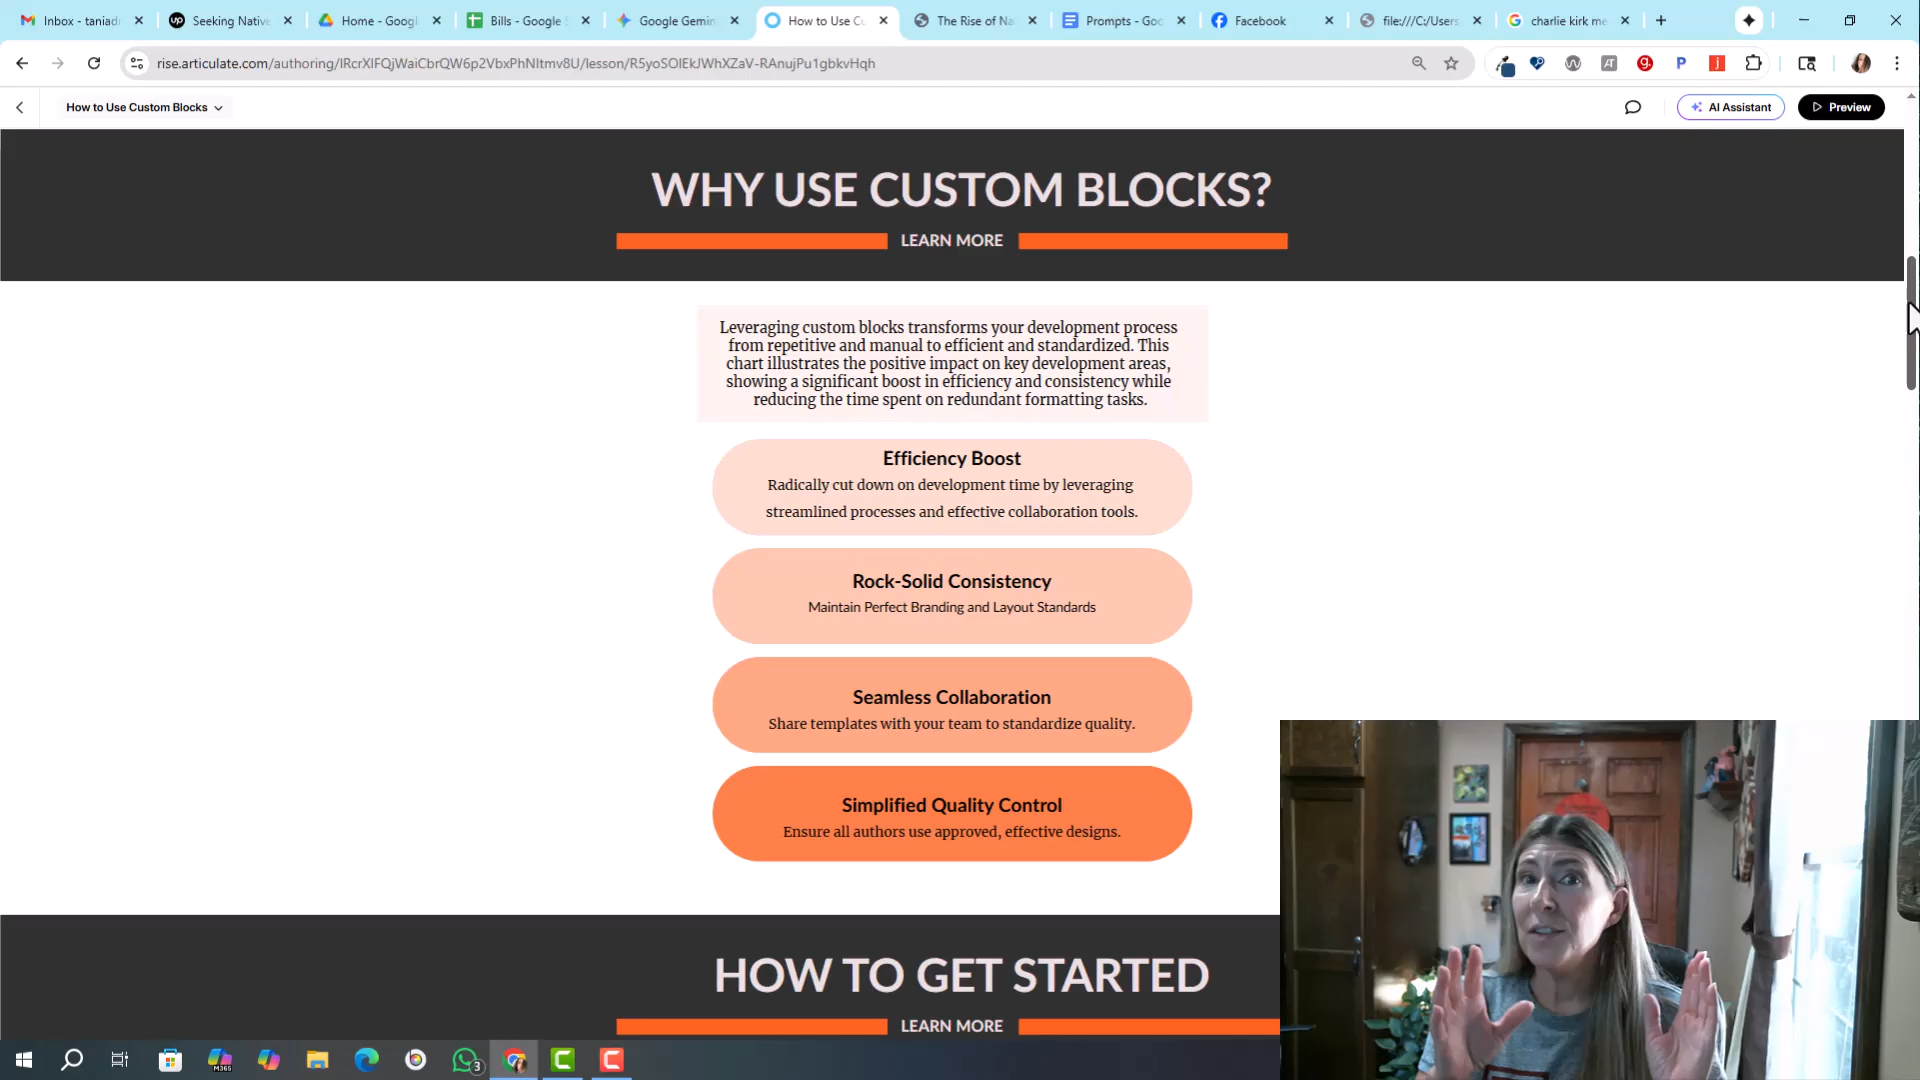 Inbox - taniad
Seeking Native
Home - Googl
Bills - Google S
Google Gemin
How to Use Cu
The Rise of Na
Prompts - Goo
Facebook
file:///C:/Users
charlie kirk me
rise.articulate.com/authoring/
How to Use Custom Blocks
AI Assistant
Preview
WHY USE CUSTOM BLOCKS?
LEARN MORE
Leveraging custom blocks transforms your development process
from repetitive and manual to efficient and standardized. This
chart illustrates the positive impact on key development areas,
showing a significant boost in efficiency and consistency while
reducing the time spent on redundant formatting tasks.
Efficiency Boost
Radically cut down on development time by leveraging
streamlined processes and effective collaboration tools.
Rock-Solid Consistency
Maintain Perfect Branding and Layout Standards
Seamless Collaboration
Share templates with your team to standardize quality.
Simplified Quality Control
Ensure all authors use approved, effective designs.
HOW TO GET STARTED
LEARN MORE
M365
3